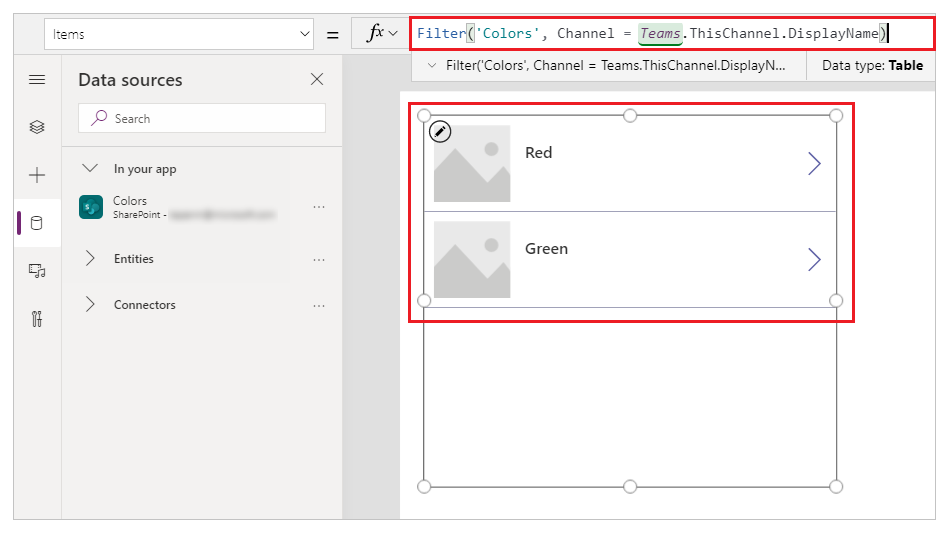 Items
=
fx
Filter('Colors', Channel = Teams.ThisChannel.DisplayName)
Filter('Colors', Channel = Teams.ThisChannel.DisplayN...
Data type: Table
Data sources
Search
In your app
Colors
SharePoint -
Entities
Connectors
Red
Green